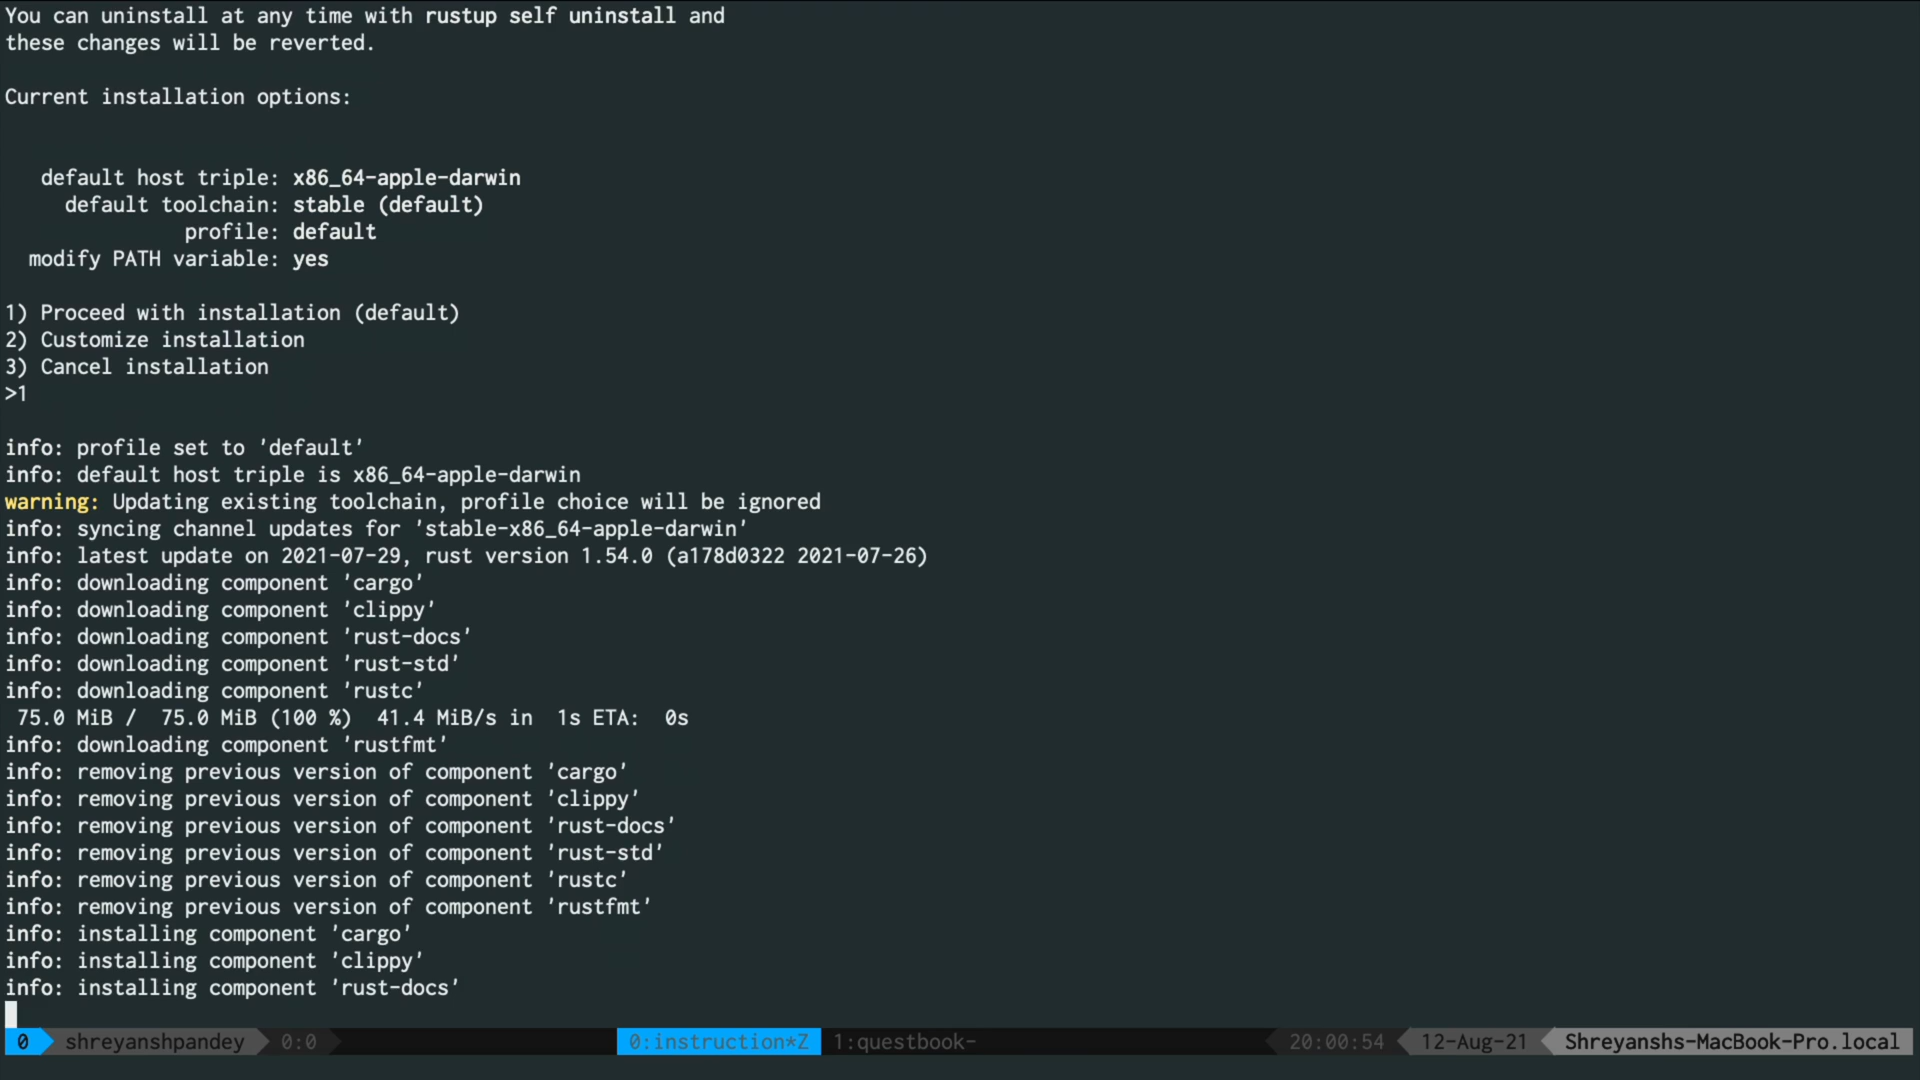 You can uninstall at any time with rustup self uninstall and
these changes will be reverted.
Current installation options:
default host triple: x86_64-apple-darwin
default toolchain: stable (default)
profile: default
modify PATH variable: yes
1) Proceed with installation (default)
2) Customize installation
3) Cancel installation
>1
info: profile set to 'default'
info: default host triple is x86_64-apple-darwin
warning: Updating existing toolchain, profile choice will be ignored
info: syncing channel updates for 'stable-x86_64-apple-darwin'
info: latest update on 2021-07-29, rust version 1.54.0 (a178d0322 2021-07-26)
info: downloading component 'cargo'
info: downloading component 'clippy'
info: downloading component 'rust-docs'
info: downloading component 'rust-std'
info: downloading component 'rustc'
75.0 MiB / 75.0 MiB (100 %) 41.4 MiB/s in 1s ETA: 0s
info: downloading component 'rustfmt'
info: removing previous version of component 'cargo'
info: removing previous version of component 'clippy'
info: removing previous version of component 'rust-docs'
info: removing previous version of component 'rust-std'
info: removing previous version of component 'rustc'
info: removing previous version of component 'rustfmt'
info: installing component 'cargo'
info: installing component 'clippy'
info: installing component 'rust-docs'
0 shreyanshpandey 0:0 0:instruction*Z 1:questbook- 20:00:54 12-Aug-21 Shreyanshs-MacBook-Pro.local